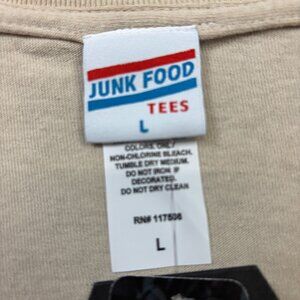 JUNK FOOD
TEES
L
COLORS, ONLY
NON-CHLORINE BLEACH.
TUMBLE DRY MEDIUM.
DO NOT IRON IF
DECORATED.
DO NOT DRY CLEAN
RN# 117506
L